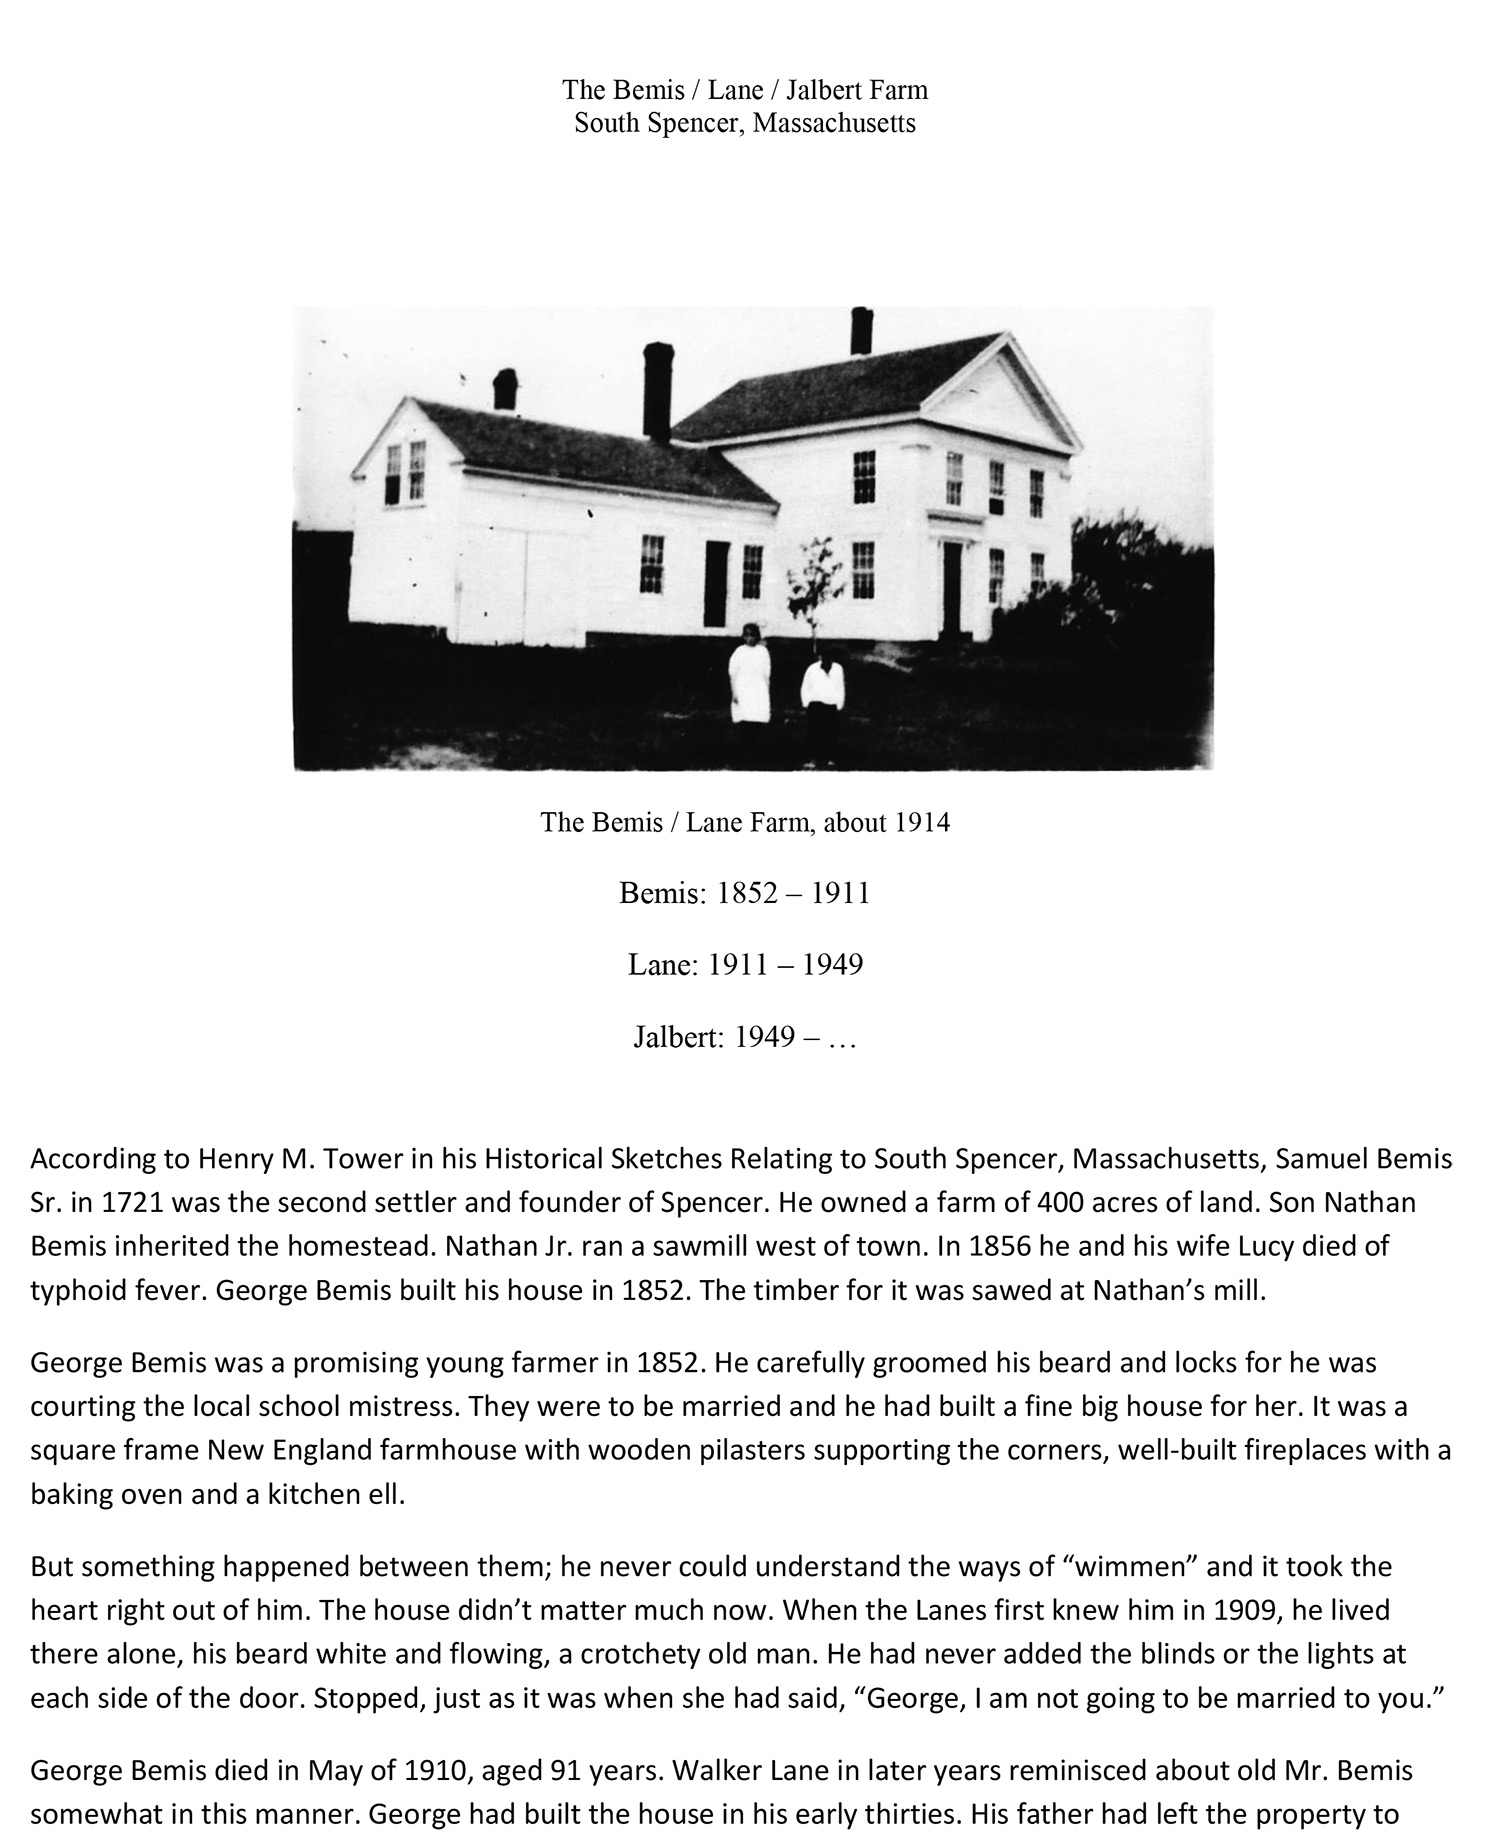 The Bemis / Lane / Jalbert Farm
South Spencer, Massachusetts
The Bemis / Lane Farm, about 1914
Bemis: 1852 – 1911
Lane: 1911 – 1949
Jalbert: 1949 – …
According to Henry M. Tower in his Historical Sketches Relating to South Spencer, Massachusetts, Samuel Bemis
Sr. in 1721 was the second settler and founder of Spencer. He owned a farm of 400 acres of land. Son Nathan
Bemis inherited the homestead. Nathan Jr. ran a sawmill west of town. In 1856 he and his wife Lucy died of
typhoid fever. George Bemis built his house in 1852. The timber for it was sawed at Nathan’s mill.
George Bemis was a promising young farmer in 1852. He carefully groomed his beard and locks for he was
courting the local school mistress. They were to be married and he had built a fine big house for her. It was a
square frame New England farmhouse with wooden pilasters supporting the corners, well-built fireplaces with a
baking oven and a kitchen ell.
But something happened between them; he never could understand the ways of “wimmen” and it took the
heart right out of him. The house didn’t matter much now. When the Lanes first knew him in 1909, he lived
there alone, his beard white and flowing, a crotchety old man. He had never added the blinds or the lights at
each side of the door. Stopped, just as it was when she had said, “George, I am not going to be married to you.”
George Bemis died in May of 1910, aged 91 years. Walker Lane in later years reminisced about old Mr. Bemis
somewhat in this manner. George had built the house in his early thirties. His father had left the property to